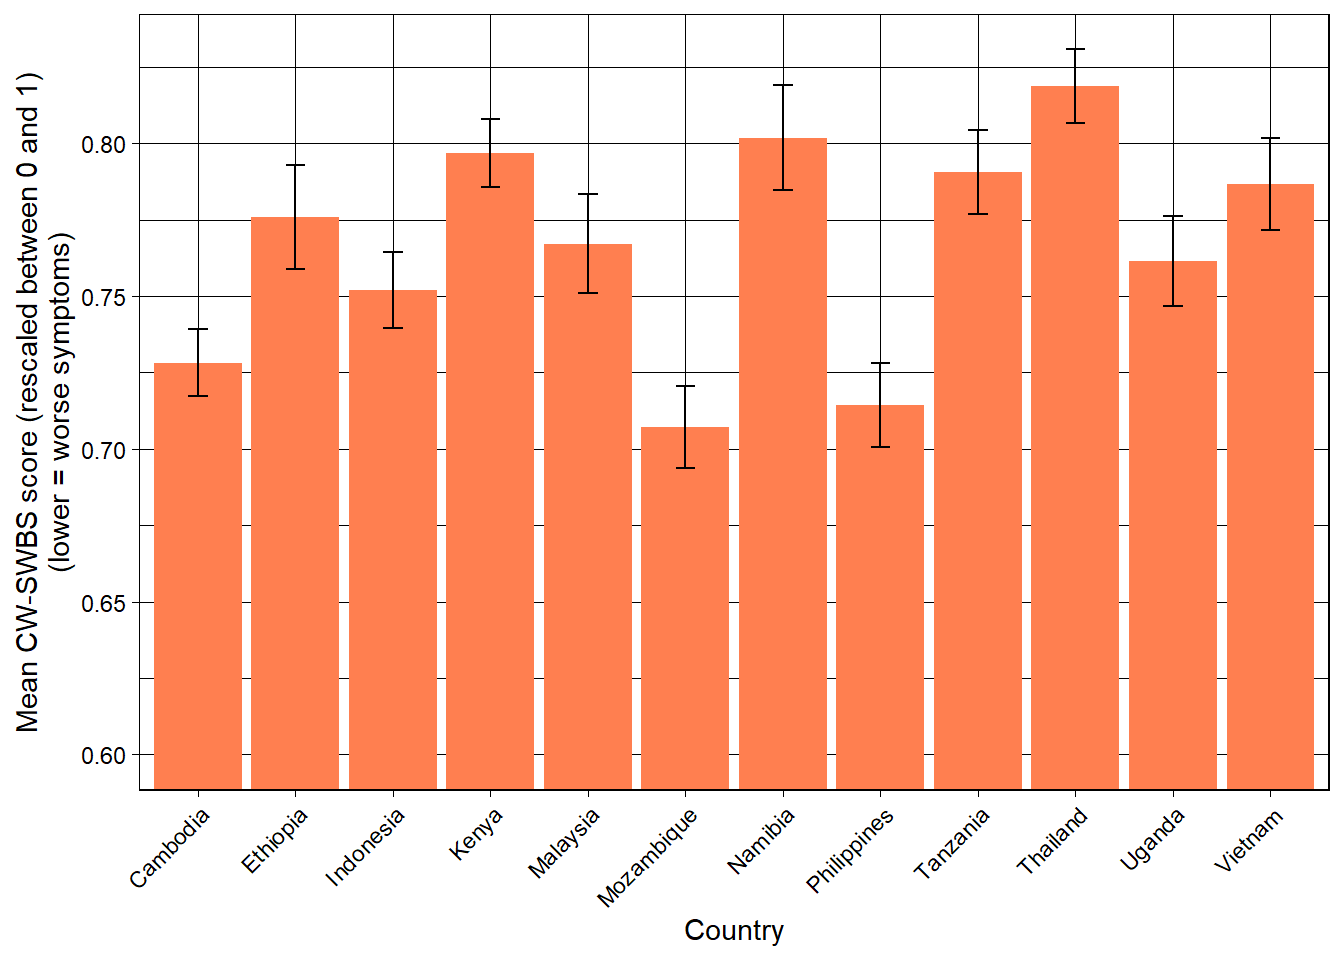 Mean CW-SWBS score (rescaled between 0 and 1)
(lower = worse symptoms)
0.80
0.75
0.70
0.65
0.60
Cambodia
Ethiopia
Indonesia
Kenya
Malaysia
Mozambique
Namibia
Philippines
Tanzania
Thailand
Uganda
Vietnam
Country